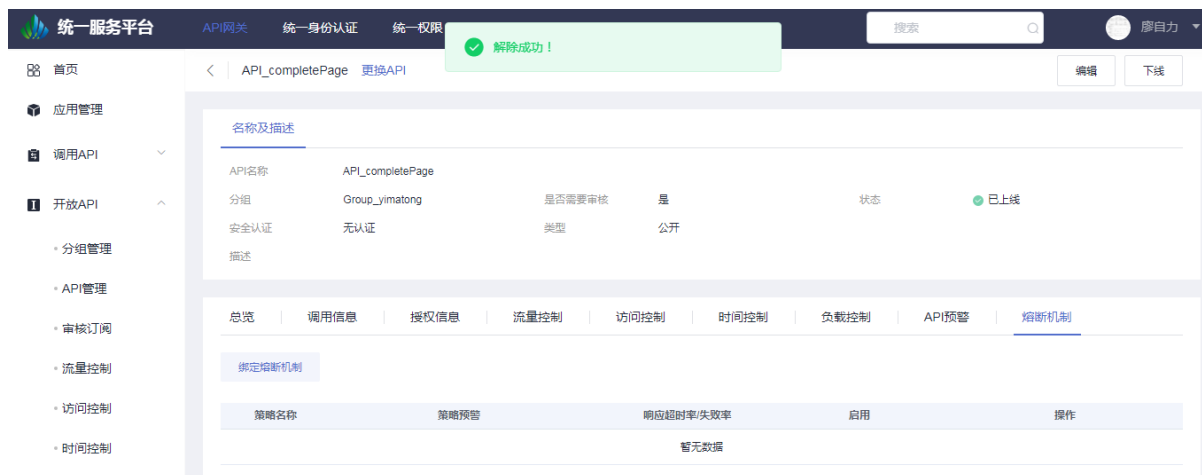 统一服务平台 API网关 统一身份认证 统一权限 搜索 廖自力
解除成功！
首页
API_completePage 更换API 编辑 下线
应用管理
名称及描述
调用API
API名称 API_completePage
开放API
分组 Group_yimatong 是否需要审核 是 状态 已上线
安全认证 无认证 类型 公开
分组管理
描述
API管理
总览 调用信息 授权信息 流量控制 访问控制 时间控制 负载控制 API预警 熔断机制
审核订阅
流量控制
绑定熔断机制
访问控制
策略名称 策略预警 响应超时率/失败率 启用 操作
时间控制
暂无数据